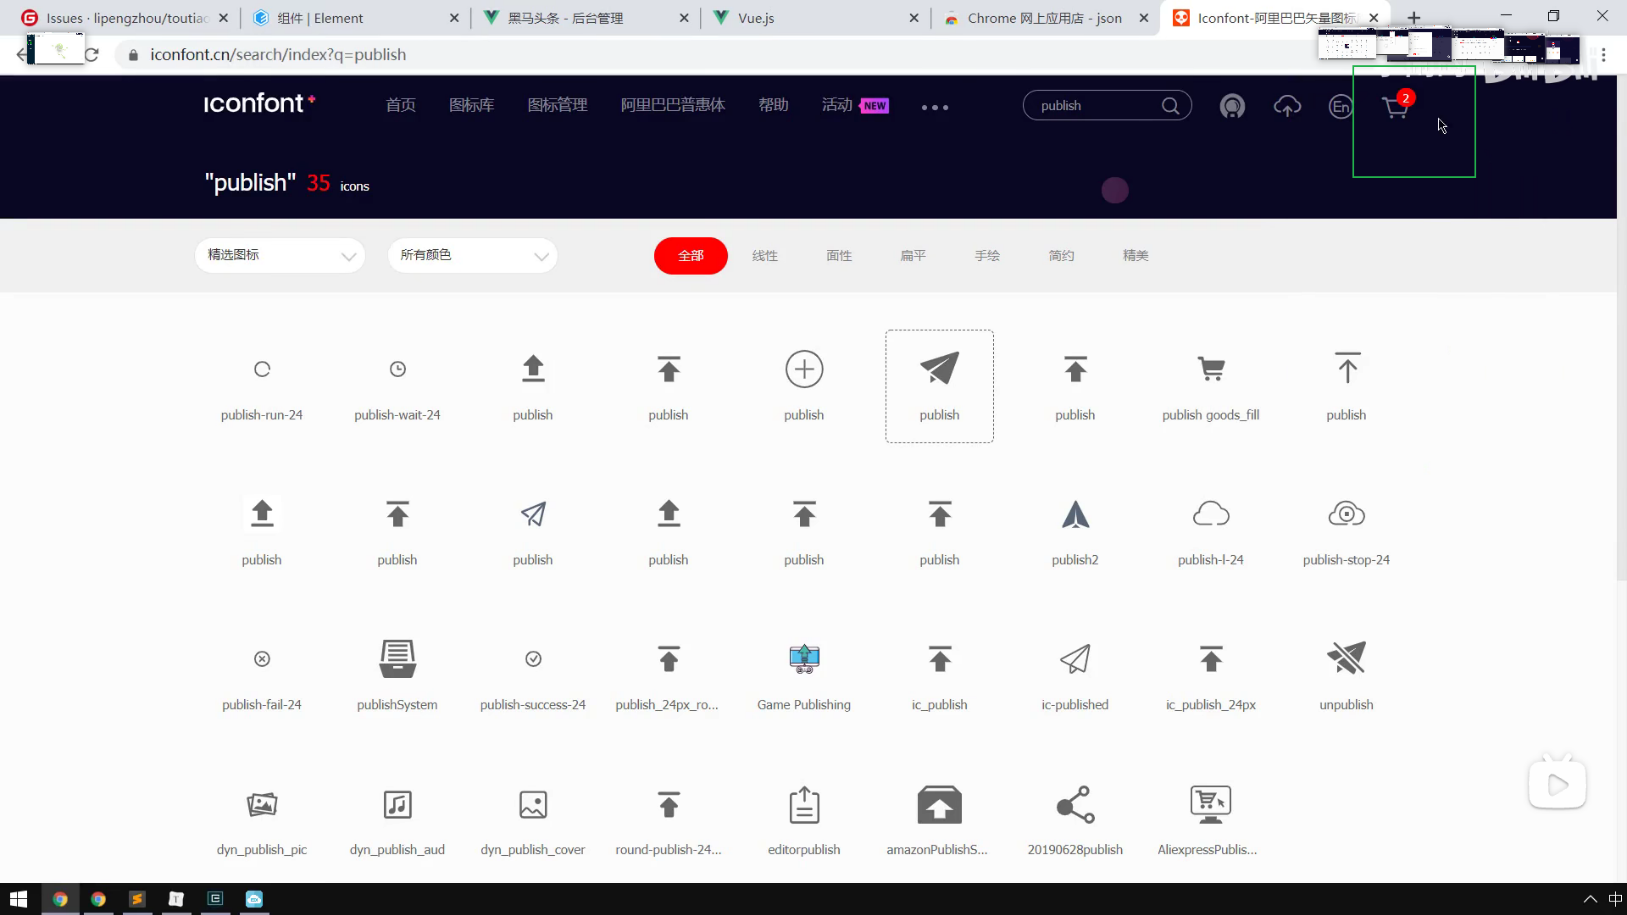 Issues · lipengzhou/toutiao
组件 | Element
黑马头条 - 后台管理
Vue.js
Chrome 网上应用店 - json
Iconfont-阿里巴巴矢量图标
iconfont.cn/search/index?q=publish
iconfont+
首页
图标库
图标管理
阿里巴巴普惠体
帮助
活动
NEW
publish
En
2
"publish" 35 icons
精选图标
所有颜色
全部
线性
面性
扁平
手绘
简约
精美
publish-run-24
publish-wait-24
publish
publish
publish
publish
publish
publish goods_fill
publish
publish
publish
publish
publish
publish
publish
publish2
publish-l-24
publish-stop-24
publish-fail-24
publishSystem
publish-success-24
publish_24px_ro...
Game Publishing
ic_publish
ic-published
ic_publish_24px
unpublish
dyn_publish_pic
dyn_publish_aud
dyn_publish_cover
round-publish-24...
editorpublish
amazonPublishS...
20190628publish
AliexpressPublis...
中